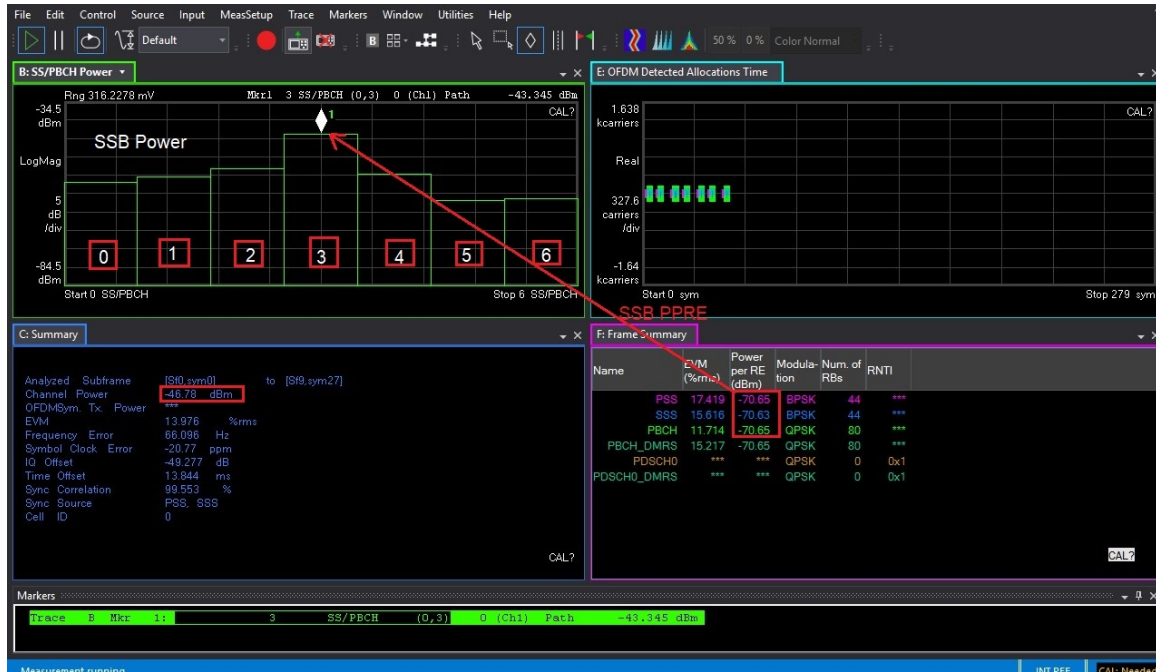 File Edit Control Source Input MeasSetup Trace Markers Window Utilities Help
Default 50 % 0 % Color Normal
B: SS/PBCH Power
Rng 316.2278 mV Mkr1 3 SS/PBCH (0,3) 0 (Ch1) Path -43.345 dBm
-34.5
dBm
LogMag
5
dB
/div
-84.5
dBm
CAL?
1
SSB Power
0 1 2 3 4 5 6
Start 0 SS/PBCH Stop 6 SS/PBCH
E: OFDM Detected Allocations Time
1.638
kcarriers
Real
327.6
carriers
/div
-1.64
kcarriers
CAL?
Start 0 sym Stop 279 sym
SSB PPRE
C: Summary
Analyzed Subframe [Sf0,sym0] to [Sf9,sym27]
Channel Power -46.78 dBm
OFDMSym. Tx. Power ***
EVM 13.976 %rms
Frequency Error 66.096 Hz
Symbol Clock Error -20.77 ppm
IQ Offset -49.277 dB
Time Offset 13.844 ms
Sync Correlation 99.553 %
Sync Source PSS, SSS
Cell ID 0
CAL?
F: Frame Summary
Name EVM (%rms) Power per RE (dBm) Modula-tion Num. of RBs RNTI
PSS 17.419 -70.65 BPSK 44 ***
SSS 15.616 -70.63 BPSK 44 ***
PBCH 11.714 -70.65 QPSK 80 ***
PBCH_DMRS 15.217 -70.65 QPSK 80 ***
PDSCH0 *** *** QPSK 0 0x1
PDSCH0_DMRS *** *** QPSK 0 0x1
CAL?
Markers
Trace B Mkr 1: 3 SS/PBCH (0,3) 0 (Ch1) Path -43.345 dBm
Measurement running INT REF CAL: Needed